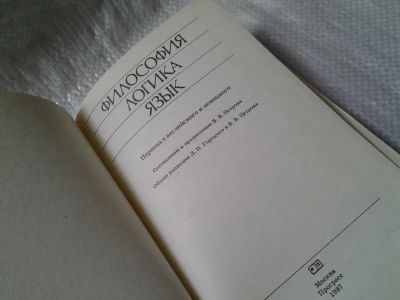 ФИЛОСОФИЯ
ЛОГИКА
ЯЗЫК
Перевод с английского и немецкого
Составление и предисловие В. В. Петрова
Общая редакция Д. П. Горского и В. В. Петрова
Москва
Прогресс
1987